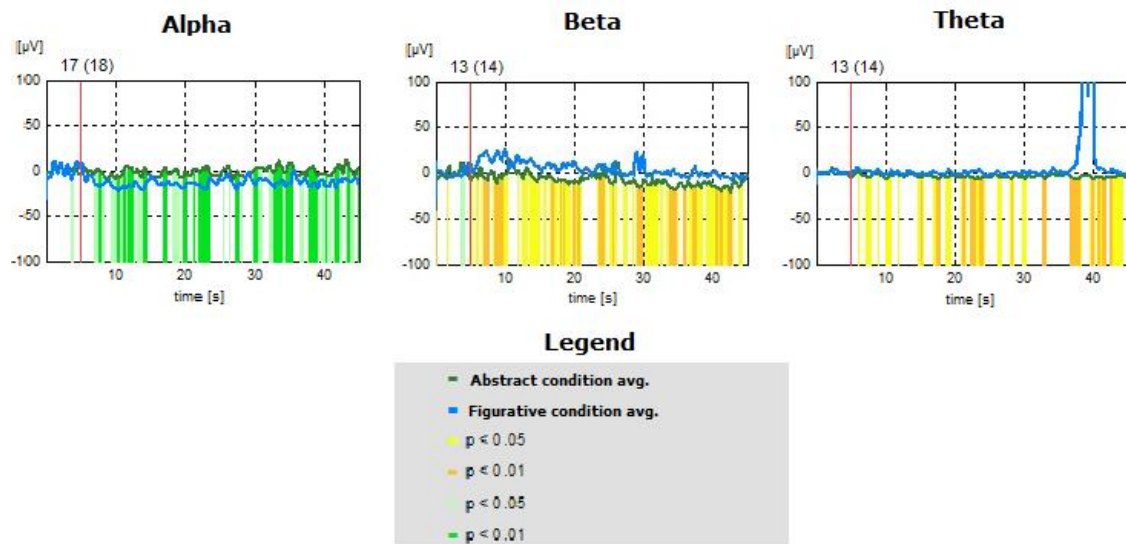 Alpha
[µV]
17 (18)
100
50
0
-50
-100
10 20 30 40
time [s]
Beta
[µV]
13 (14)
100
50
0
-50
-100
10 20 30 40
time [s]
Theta
[µV]
13 (14)
100
50
0
-50
-100
10 20 30 40
time [s]
Legend
Abstract condition avg.
Figurative condition avg.
p < 0.05
p < 0.01
p < 0.05
p < 0.01